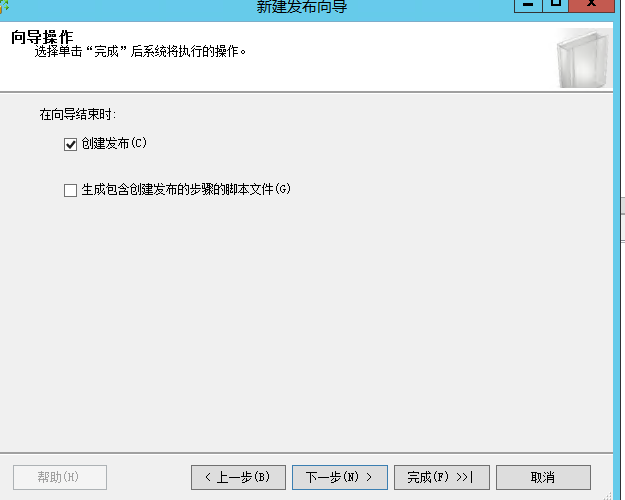 新建发布向导
向导操作
选择单击“完成”后系统将执行的操作。
在向导结束时:
创建发布(C)
生成包含创建发布的步骤的脚本文件(G)
帮助(H)
< 上一步(B)
下一步(N) >
完成(F) >>|
取消